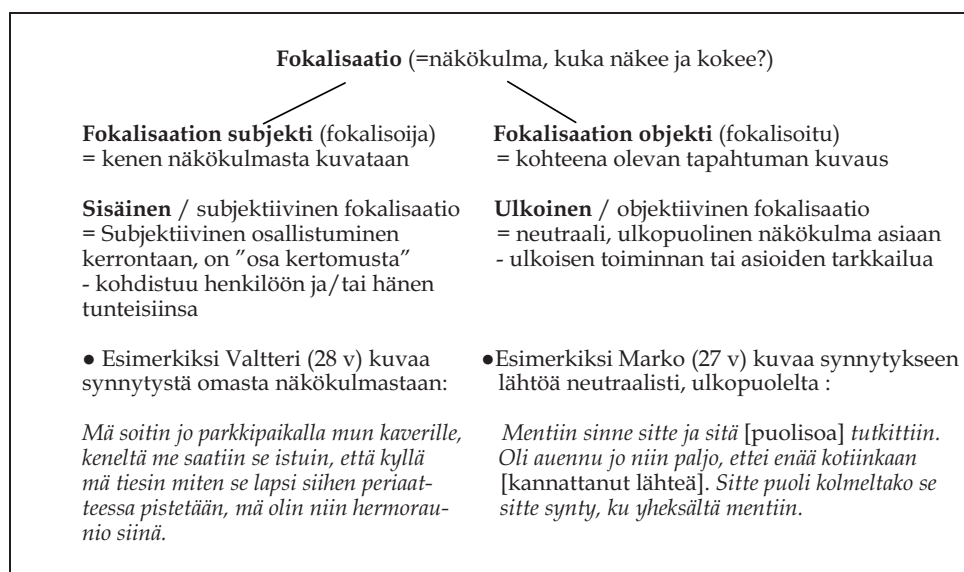 Fokalisaatio (=näkökulma, kuka näkee ja kokee?)
Fokalisaation subjekti (fokalisoija)
= kenen näkökulmasta kuvataan
Sisäinen / subjektiivinen fokalisaatio
= Subjektiivinen osallistuminen
kerrontaan, on ”osa kertomusta”
- kohdistuu henkilöön ja/tai hänen
tunteisiinsa
● Esimerkiksi Valtteri (28 v) kuvaa
synnytystä omasta näkökulmastaan:
Mä soitin jo parkkipaikalla mun kaverille,
keneltä me saatiin se istuin, että kyllä
mä tiesin miten se lapsi siihen periaat-
teessa pistetään, mä olin niin hermorau-
nio siinä.
Fokalisaation objekti (fokalisoitu)
= kohteena olevan tapahtuman kuvaus
Ulkoinen / objektiivinen fokalisaatio
= neutraali, ulkopuolinen näkökulma asiaan
- ulkoisen toiminnan tai asioiden tarkkailua
●Esimerkiksi Marko (27 v) kuvaa synnytykseen
lähtöä neutraalisti, ulkopuolelta :
Mentiin sinne sitte ja sitä [puolisoa] tutkittiin.
Oli auennu jo niin paljo, ettei enää kotiinkaan
[kannattanut lähteä]. Sitte puoli kolmeltako se
sitte synty, ku yheksältä mentiin.